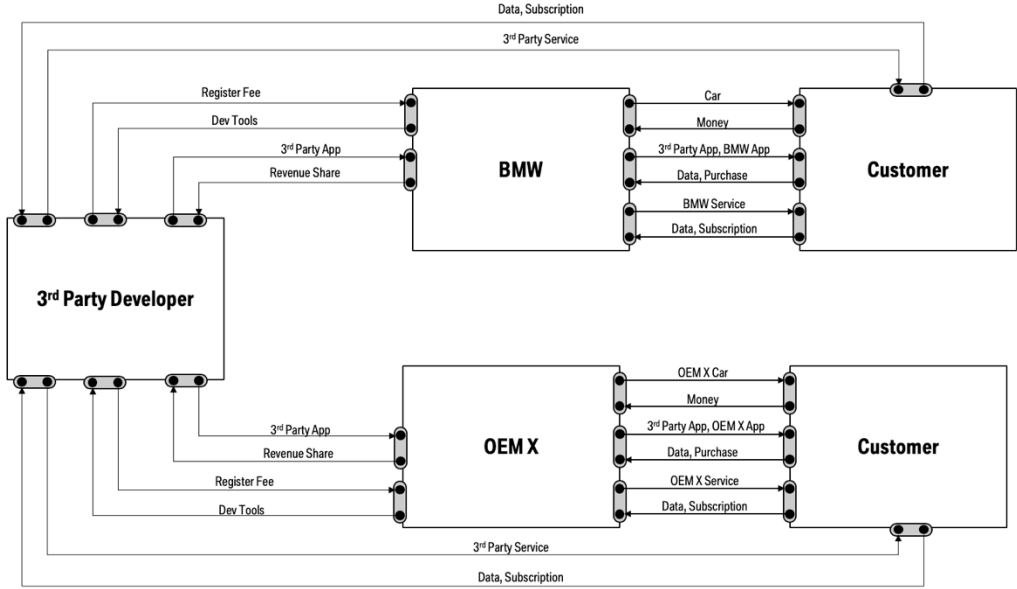 Data, Subscription
3rd Party Service
Register Fee
Dev Tools
3rd Party App
Revenue Share
BMW
Car
Money
3rd Party App, BMW App
Data, Purchase
BMW Service
Data, Subscription
Customer
3rd Party Developer
3rd Party App
Revenue Share
Register Fee
Dev Tools
OEM X
OEM X Car
Money
3rd Party App, OEM X App
Data, Purchase
OEM X Service
Data, Subscription
Customer
3rd Party Service
Data, Subscription